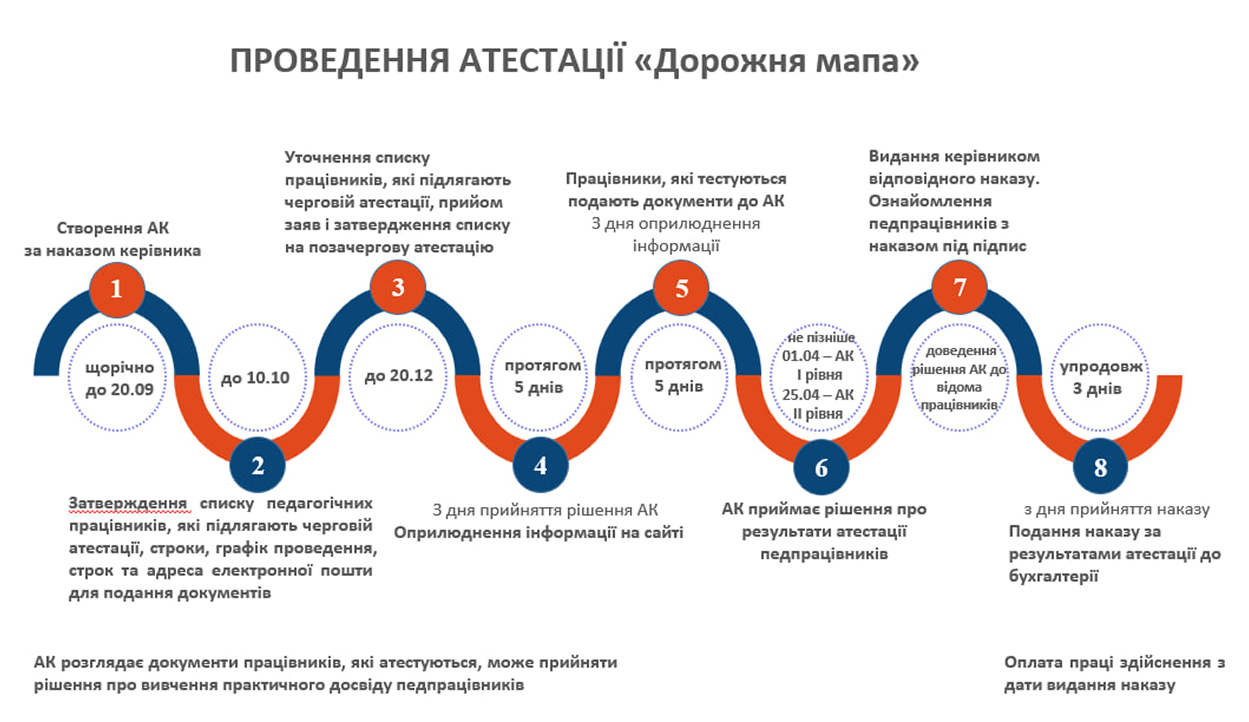 ПРОВЕДЕННЯ АТЕСТАЦІЇ «Дорожня мапа»
Створення АК
за наказом керівника
1
щорічно
до 20.09
до 10.10
2
Затверждення списку педагогічних
працівників, які підлягають черговій
атестації, строки, графік проведення,
строк та адреса електронної пошти
для подання документів
Уточнення списку
працівників, які підлягають
черговій атестації, прийом
заяв і затвердження списку
на позачергову атестацію
3
до 20.12
протягом
5 днів
4
З дня прийняття рішення АК
Оприлюднення інформації на сайті
Працівники, які тестуються
подають документи до АК
З дня оприлюднення
інформації
5
протягом
5 днів
не пізніше
01.04 – АК
І рівня
25.04 – АК
ІІ рівня
6
АК приймає рішення про
результати атестації
педпрацівників
Видання керівником
відповідного наказу.
Ознайомлення
педпрацівників з
наказом під підпис
7
доведення
рішення АК до
відома
працівників
упродовж
3 днів
8
з дня прийняття наказу
Подання наказу за
результатами атестації до
бухгалтерії
АК розглядає документи працівників, які атестуються, може прийняти
рішення про вивчення практичного досвіду педпрацівників
Оплата праці здійснення з
дати видання наказу